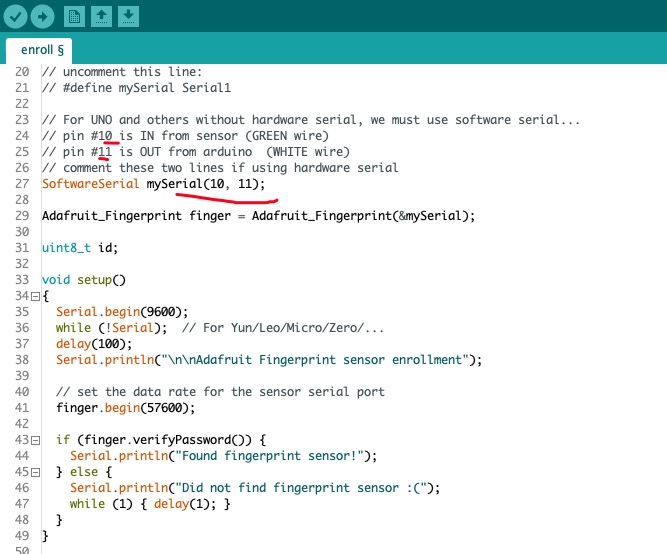 enroll §
20 // uncomment this line:
21 // #define mySerial Serial1
22
23 // For UNO and others without hardware serial, we must use software serial...
24 // pin #10 is IN from sensor (GREEN wire)
25 // pin #11 is OUT from arduino  (WHITE wire)
26 // comment these two lines if using hardware serial
27 SoftwareSerial mySerial(10, 11);
28
29 Adafruit_Fingerprint finger = Adafruit_Fingerprint(&mySerial);
30
31 uint8_t id;
32
33 void setup()
34 {
35   Serial.begin(9600);
36   while (!Serial);  // For Yun/Leo/Micro/Zero/...
37   delay(100);
38   Serial.println("\n\nAdafruit Fingerprint sensor enrollment");
39
40   // set the data rate for the sensor serial port
41   finger.begin(57600);
42
43   if (finger.verifyPassword()) {
44     Serial.println("Found fingerprint sensor!");
45   } else {
46     Serial.println("Did not find fingerprint sensor :(");
47     while (1) { delay(1); }
48   }
49 }
50